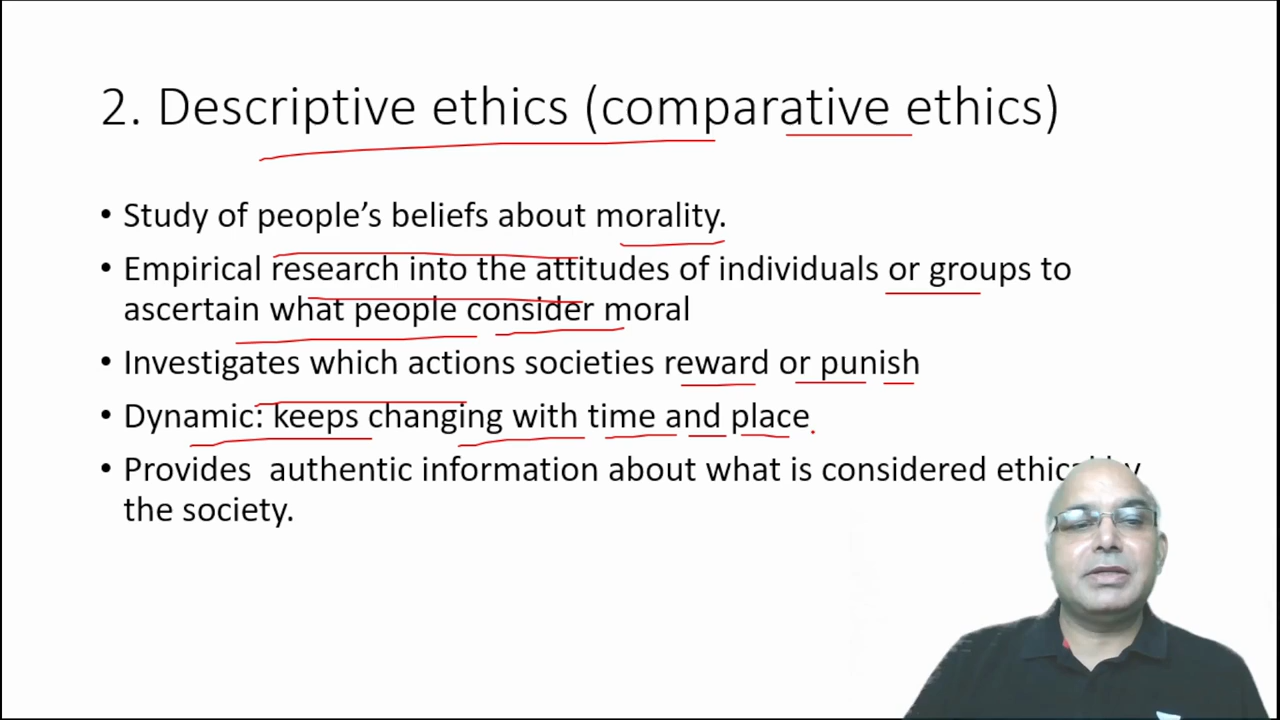 2. Descriptive ethics (comparative ethics)
• Study of people's beliefs about morality.
• Empirical research into the attitudes of individuals or groups to
ascertain what people consider moral
• Investigates which actions societies reward or punish
• Dynamic: keeps changing with time and place.
• Provides authentic information about what is considered ethical by
the society.